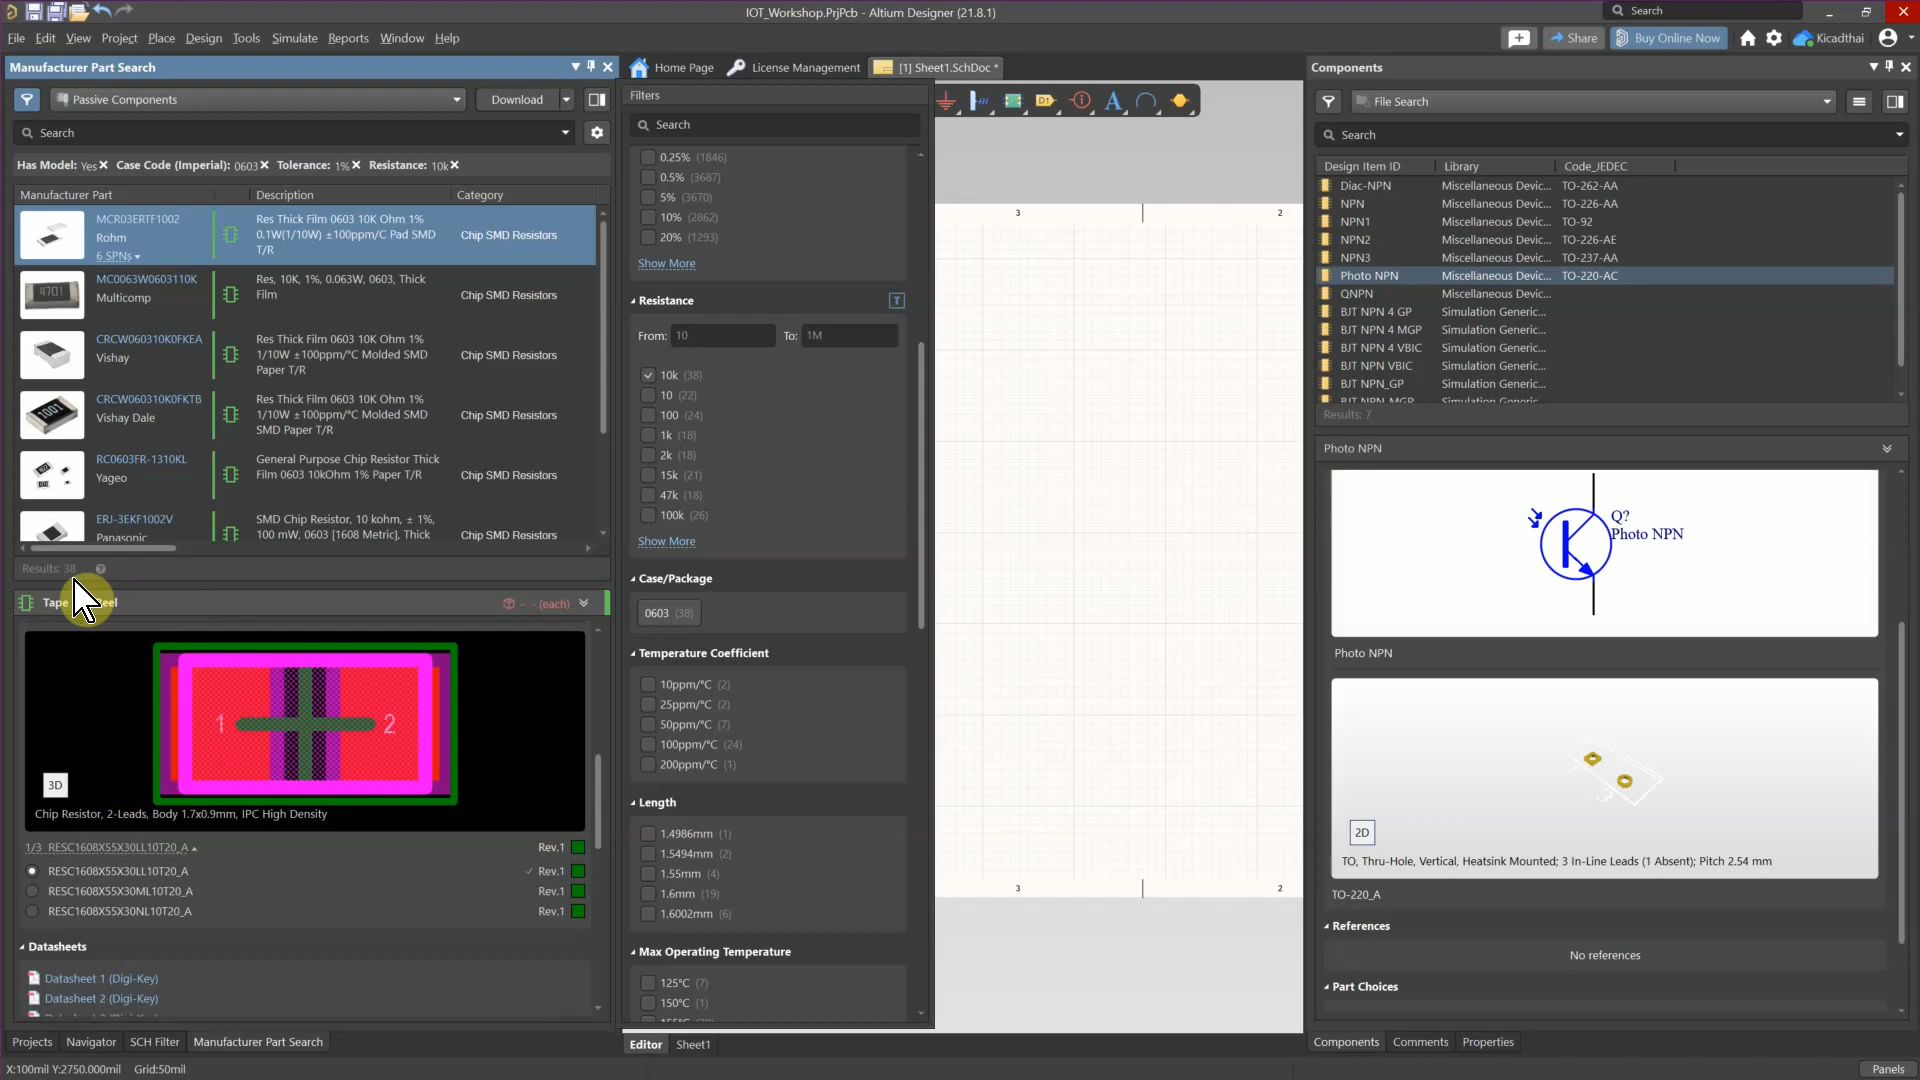 IOT_Workshop.PrjPcb - Altium Designer (21.8.1)
Search
File Edit View Project Place Design Tools Simulate Reports Window Help
Share
Buy Online Now
Kicadthai
Manufacturer Part Search
Passive Components
Download
Search
Has Model: Yes Case Code (Imperial): 0603 Tolerance: 1% Resistance: 10k
Manufacturer Part Description Category
MCR03ERTF1002
Rohm
6 SPNs
Res Thick Film 0603 10K Ohm 1%
0.1W(1/10W) ±100ppm/C Pad SMD
T/R
Chip SMD Resistors
MC0063W0603110K
Multicomp
Res, 10K, 1%, 0.063W, 0603, Thick
Film
Chip SMD Resistors
CRCW060310K0FKEA
Vishay
Res Thick Film 0603 10K Ohm 1%
1/10W ±100ppm/°C Molded SMD
Paper T/R
Chip SMD Resistors
CRCW060310K0FKTB
Vishay Dale
Res Thick Film 0603 10K Ohm 1%
1/10W ±100ppm/°C Molded SMD
SMD Paper T/R
Chip SMD Resistors
RC0603FR-1310KL
Yageo
General Purpose Chip Resistor Thick
Film 0603 10kOhm 1% Paper T/R
Chip SMD Resistors
ERJ-3EKF1002V
Panasonic
SMD Chip Resistor, 10 kohm, ± 1%,
100 mW, 0603 [1608 Metric], Thick
Chip SMD Resistors
Results: 38
Tape
- - (each)
1 2
3D
Chip Resistor, 2-Leads, Body 1.7x0.9mm, IPC High Density
1/3 RESC1608X55X30LL10T20_A Rev.1
RESC1608X55X30LL10T20_A Rev.1
RESC1608X55X30ML10T20_A Rev.1
RESC1608X55X30NL10T20_A Rev.1
Datasheets
Datasheet 1 (Digi-Key)
Datasheet 2 (Digi-Key)
Projects Navigator SCH Filter Manufacturer Part Search
X:100mil Y:2750.000mil Grid:50mil
Home Page License Management [1] Sheet1.SchDoc *
Filters
Search
0.25% (1846)
0.5% (3687)
5% (3670)
10% (2862)
20% (1293)
Show More
Resistance
From: 10 To: 1M
10k (38)
10 (22)
100 (24)
1k (18)
2k (18)
15k (21)
47k (18)
100k (26)
Show More
Case/Package
0603 (38)
Temperature Coefficient
10ppm/°C (2)
25ppm/°C (2)
50ppm/°C (7)
100ppm/°C (24)
200ppm/°C (1)
Length
1.4986mm (1)
1.5494mm (2)
1.55mm (4)
1.6mm (19)
1.6002mm (6)
Max Operating Temperature
125°C (7)
150°C (1)
Editor Sheet1
D1
A
3 2
3 2
Components
File Search
Search
Design Item ID Library Code_JEDEC
Diac-NPN Miscellaneous Devic... TO-262-AA
NPN Miscellaneous Devic... TO-226-AA
NPN1 Miscellaneous Devic... TO-92
NPN2 Miscellaneous Devic... TO-226-AE
NPN3 Miscellaneous Devic... TO-237-AA
Photo NPN Miscellaneous Devic... TO-220-AC
QNPN Miscellaneous Devic...
BJT NPN 4 GP Simulation Generic...
BJT NPN 4 MGP Simulation Generic...
BJT NPN 4 VBIC Simulation Generic...
BJT NPN VBIC Simulation Generic...
BJT NPN_GP Simulation Generic...
BJT NPN_MGP Simulation Generic...
Results: 7
Photo NPN
Q?
Photo NPN
Photo NPN
2D
TO, Thru-Hole, Vertical, Heatsink Mounted; 3 In-Line Leads (1 Absent); Pitch 2.54 mm
TO-220_A
References
No references
Part Choices
Components Comments Properties
Panels